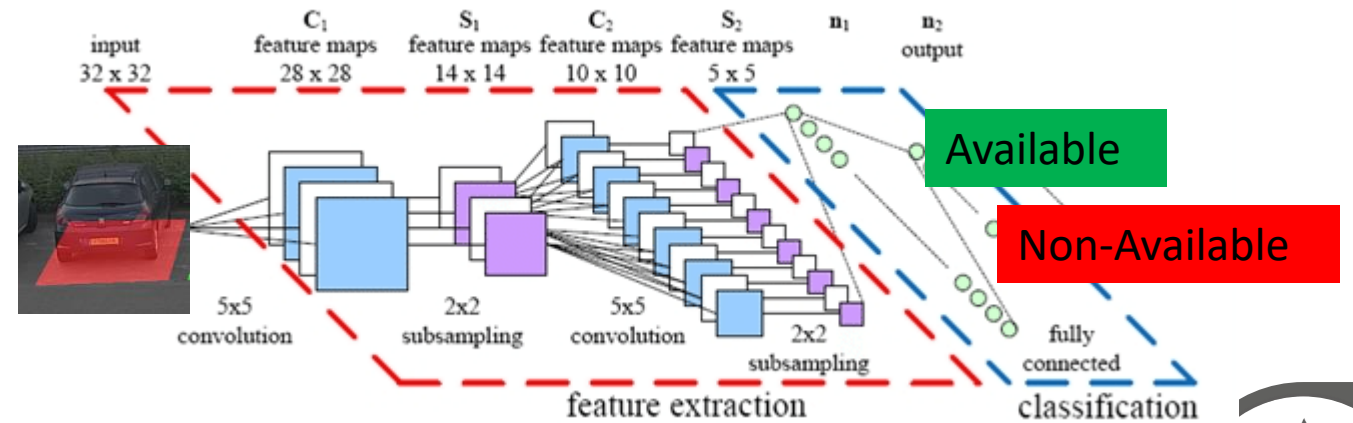 input
32 x 32
C₁
feature maps
28 x 28
S₁
feature maps
14 x 14
C₂
feature maps
10 x 10
S₂
feature maps
5 x 5
n₁
n₂
output
Available
Non-Available
5x5
convolution
2x2
subsampling
5x5
convolution
2x2
subsampling
fully
connected
feature extraction
classification